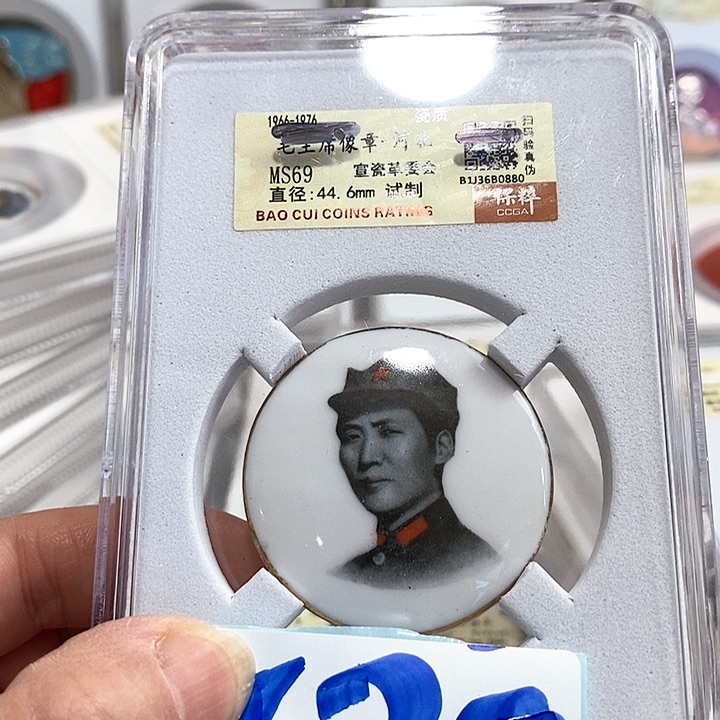 1966-1976 瓷质
毛主席像章·河北
MS69 宣瓷革委会
直径:44.6mm 试制
BAO CUI COINS RATING
扫码验真伪
B1J36B0880
保粹
CCGA